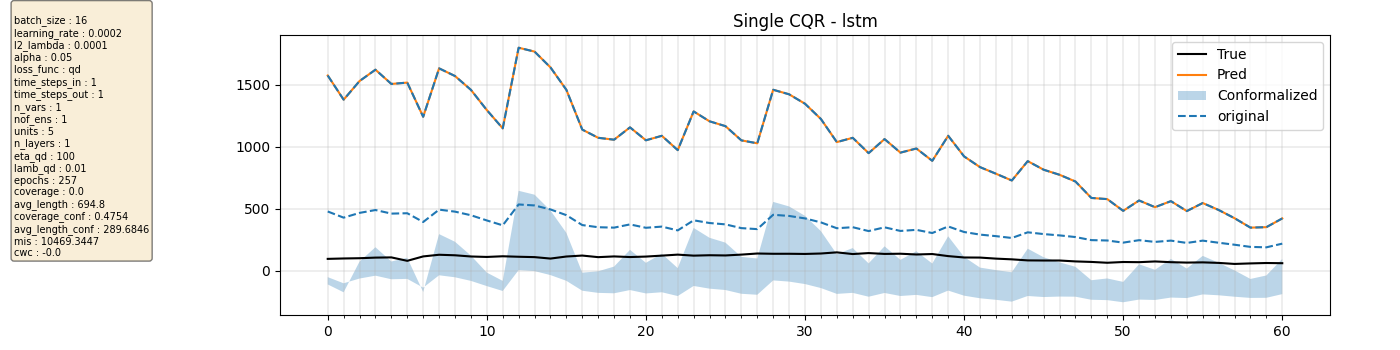 batch_size : 16
learning_rate : 0.0002
l2_lambda : 0.0001
alpha : 0.05
loss_func : qd
time_steps_in : 1
time_steps_out : 1
n_vars : 1
nof_ens : 1
units : 5
n_layers : 1
eta_qd : 100
lamb_qd : 0.01
epochs : 257
coverage : 0.0
avg_length : 694.8
coverage_conf : 0.4754
avg_length_conf : 289.6846
mis : 10469.3447
cwc : -0.0
Single CQR - lstm
True
Pred
Conformalized
original
1500
1000
500
0
0 10 20 30 40 50 60